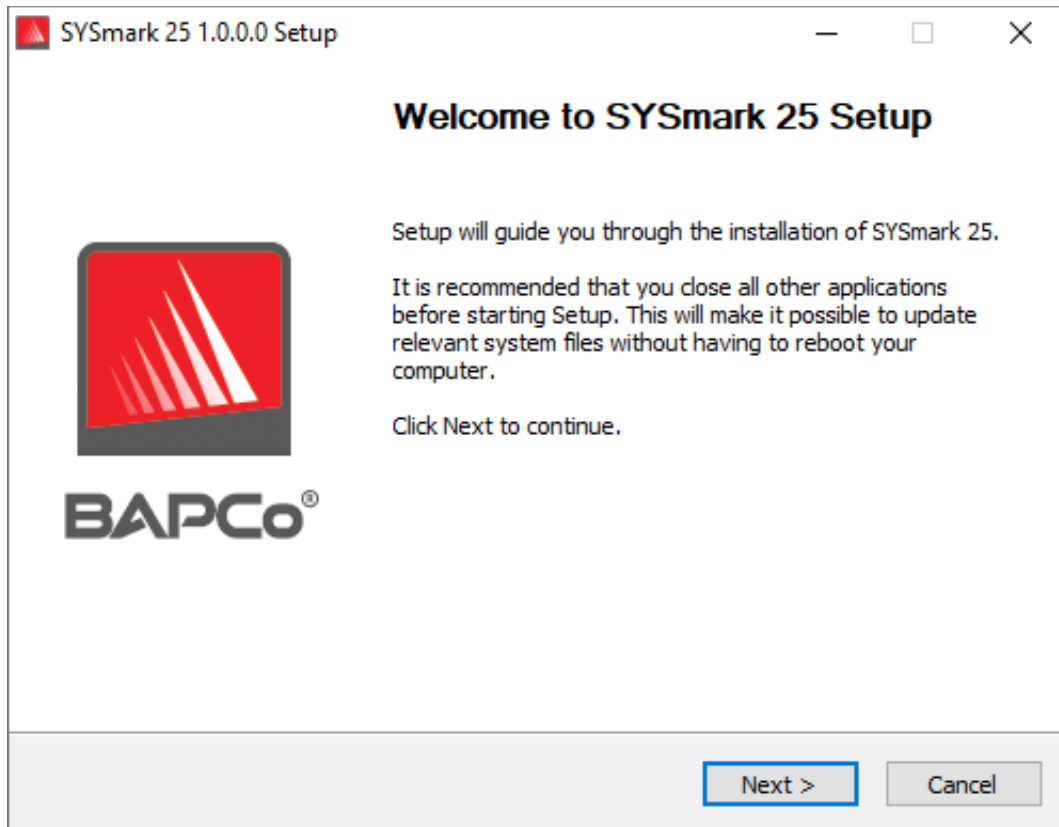 SYSmark 25 1.0.0.0 Setup
Welcome to SYSmark 25 Setup
Setup will guide you through the installation of SYSmark 25.
It is recommended that you close all other applications
before starting Setup. This will make it possible to update
relevant system files without having to reboot your
computer.
Click Next to continue.
BAPCo®
Next >
Cancel